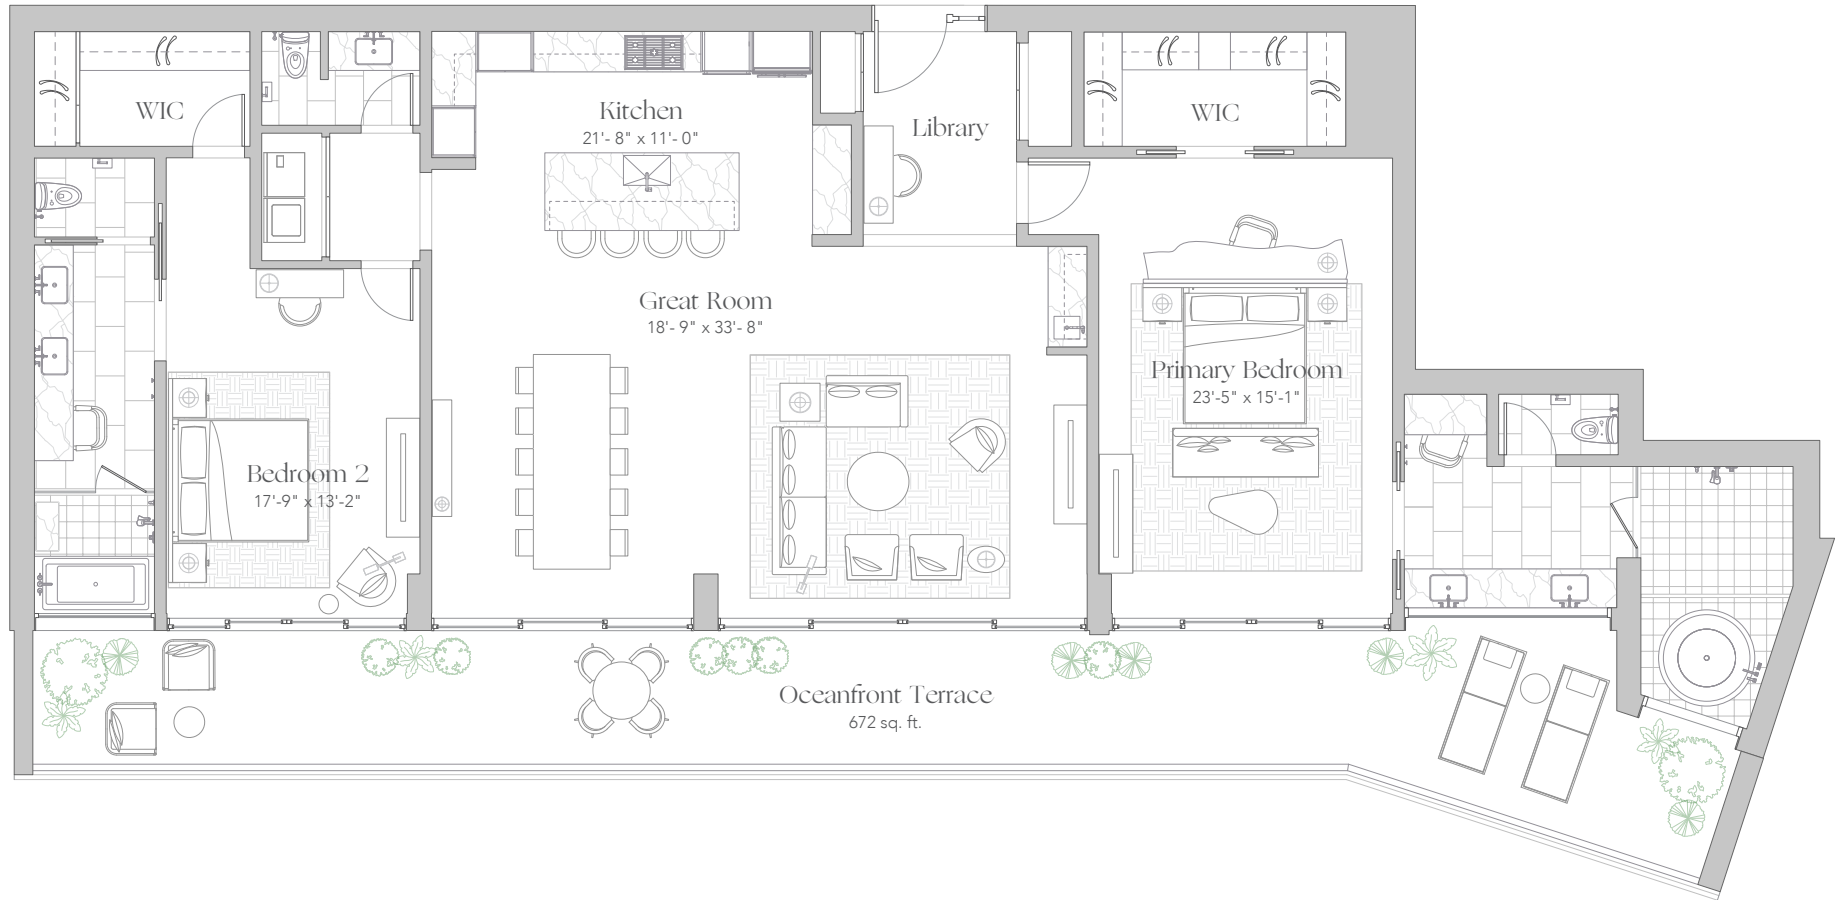 WIC
Kitchen
21'- 8" x 11'- 0"
Library
WIC
Great Room
18'- 9" x 33'- 8"
Primary Bedroom
23'-5" x 15'-1"
Bedroom 2
17'-9" x 13'-2"
Oceanfront Terrace
672 sq. ft.